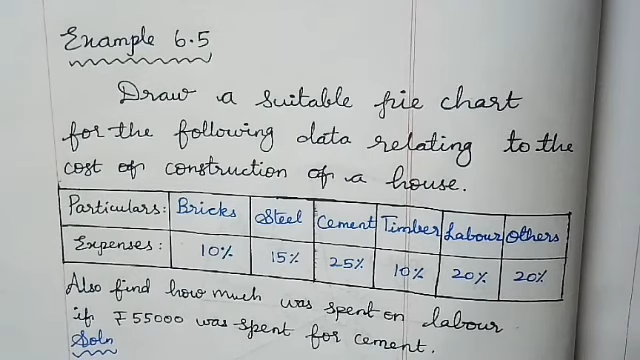 Example 6.5
Draw a suitable pie chart
for the following data relating to the
cost of construction of a house.
Particulars: Bricks Steel Cement Timber Labour Others
Expenses: 10% 15% 25% 10% 20% 20%
Also find how much was spent on labour
if ₹55000 was spent for cement.
Soln